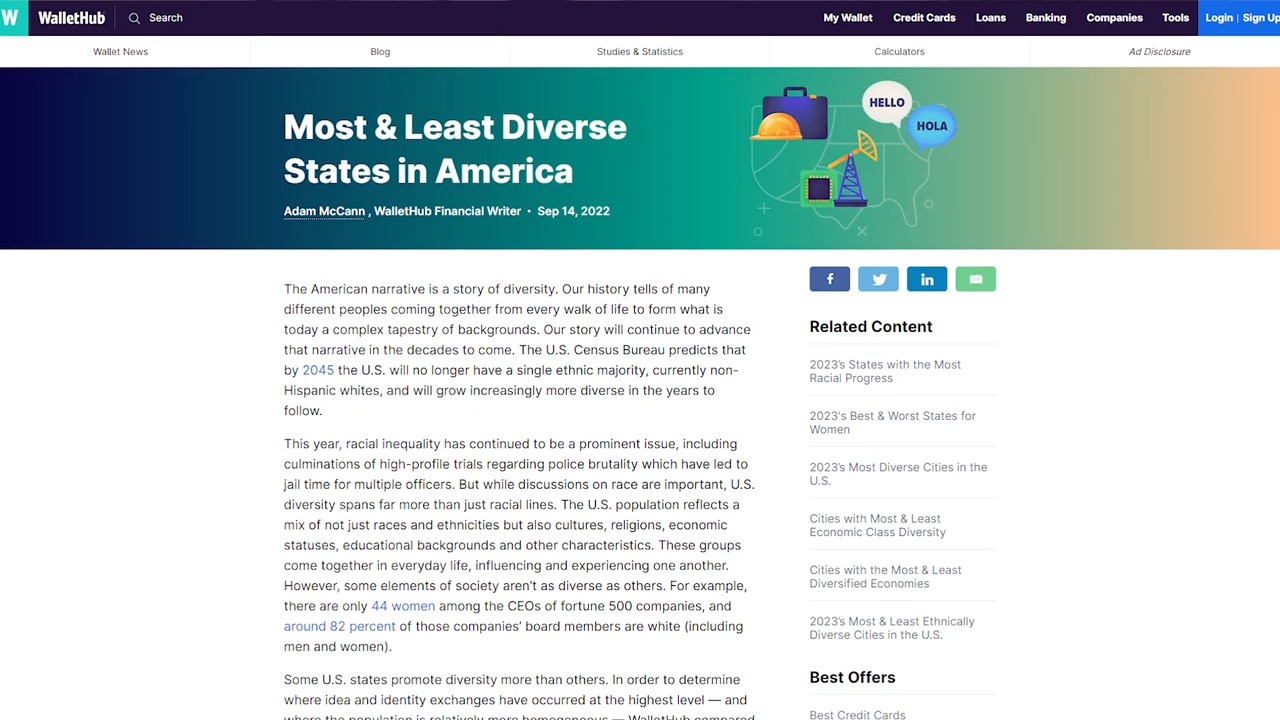 W WalletHub Search My Wallet Credit Cards Loans Banking Companies Tools Login | Sign Up
Wallet News Blog Studies & Statistics Calculators Ad Disclosure
HELLO
HOLA
Most & Least Diverse
States in America
Adam McCann , WalletHub Financial Writer • Sep 14, 2022
The American narrative is a story of diversity. Our history tells of many
different peoples coming together from every walk of life to form what is
today a complex tapestry of backgrounds. Our story will continue to advance
that narrative in the decades to come. The U.S. Census Bureau predicts that
by 2045 the U.S. will no longer have a single ethnic majority, currently non-
Hispanic whites, and will grow increasingly more diverse in the years to
follow.
This year, racial inequality has continued to be a prominent issue, including
culminations of high-profile trials regarding police brutality which have led to
jail time for multiple officers. But while discussions on race are important, U.S.
diversity spans far more than just racial lines. The U.S. population reflects a
mix of not just races and ethnicities but also cultures, religions, economic
statuses, educational backgrounds and other characteristics. These groups
come together in everyday life, influencing and experiencing one another.
However, some elements of society aren't as diverse as others. For example,
there are only 44 women among the CEOs of fortune 500 companies, and
around 82 percent of those companies' board members are white (including
men and women).
Some U.S. states promote diversity more than others. In order to determine
where idea and identity exchanges have occurred at the highest level — and
where the population is relatively more homogeneous — WalletHub compared
f in
Related Content
2023's States with the Most
Racial Progress
2023's Best & Worst States for
Women
2023's Most Diverse Cities in the
U.S.
Cities with Most & Least
Economic Class Diversity
Cities with the Most & Least
Diversified Economies
2023's Most & Least Ethnically
Diverse Cities in the U.S.
Best Offers
Best Credit Cards